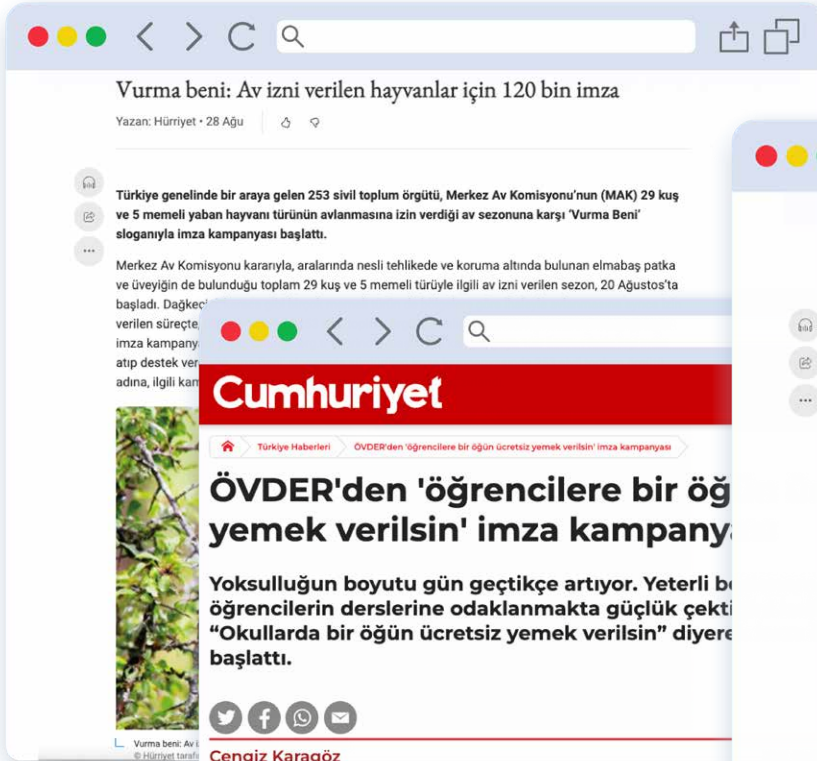 Vurma beni: Av izni verilen hayvanlar için 120 bin imza
Yazan: Hürriyet • 28 Ağu
Türkiye genelinde bir araya gelen 253 sivil toplum örgütü, Merkez Av Komisyonu'nun (MAK) 29 kuş
ve 5 memeli yaban hayvanı türünün avlanmasına izin verdiği av sezonuna karşı 'Vurma Beni'
sloganıyla imza kampanyası başlattı.
Merkez Av Komisyonu kararıyla, aralarında nesli tehlikede ve koruma altında bulunan elmabaş patka
ve üveyiğin de bulunduğu toplam 29 kuş ve 5 memeli türüyle ilgili av izni verilen sezon, 20 Ağustos'ta
başladı.
verilen süreçte,
imza
atıp destek
adına, ilgili
Vurma beni: Av
© Hürriyet
Cumhuriyet
Türkiye Haberleri
ÖVDER'den 'öğrencilere bir öğün ücretsiz yemek verilsin' imza kampanyası
ÖVDER'den 'öğrencilere bir öğ
yemek verilsin' imza kampany
Yoksulluğun boyutu gün geçtikçe artıyor. Yeterli
öğrencilerin derslerine odaklanmakta güçlük çekti
“Okullarda bir öğün ücretsiz yemek verilsin” diyere
başlattı.
Cengiz Karagöz